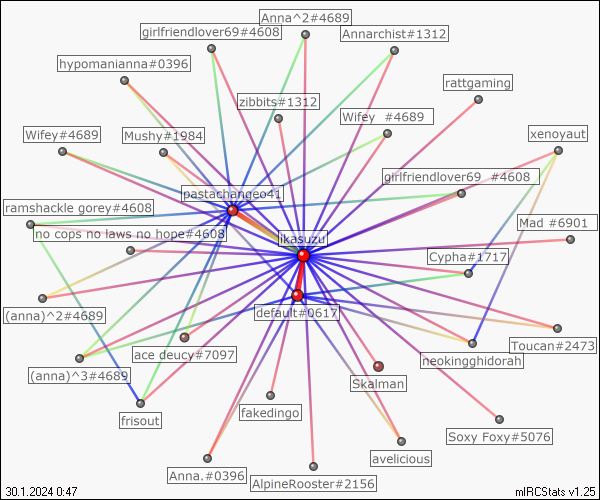 Anna^2#4689
girlfriendlover69#4608
Annarchist#1312
hypomanianna#0396
rattgaming
zibbits#1312
Wifey #4689
Wifey#4689
Mushy#1984
xenoyaut
girlfriendlover69 #4608
pastachangeo41
ramshackle gorey#4608
Mad #6901
no cops no laws no hope#4608
ikasuzu
Cypha#1717
(anna)^2#4689
default#0617
Toucan#2473
ace deucy#7097
neokingghidorah
(anna)^3#4689
Skalman
fakedingo
frisout
Soxy Foxy#5076
avelicious
Anna.#0396
AlpineRooster#2156
30.1.2024 0:47
mIRCStats v1.25